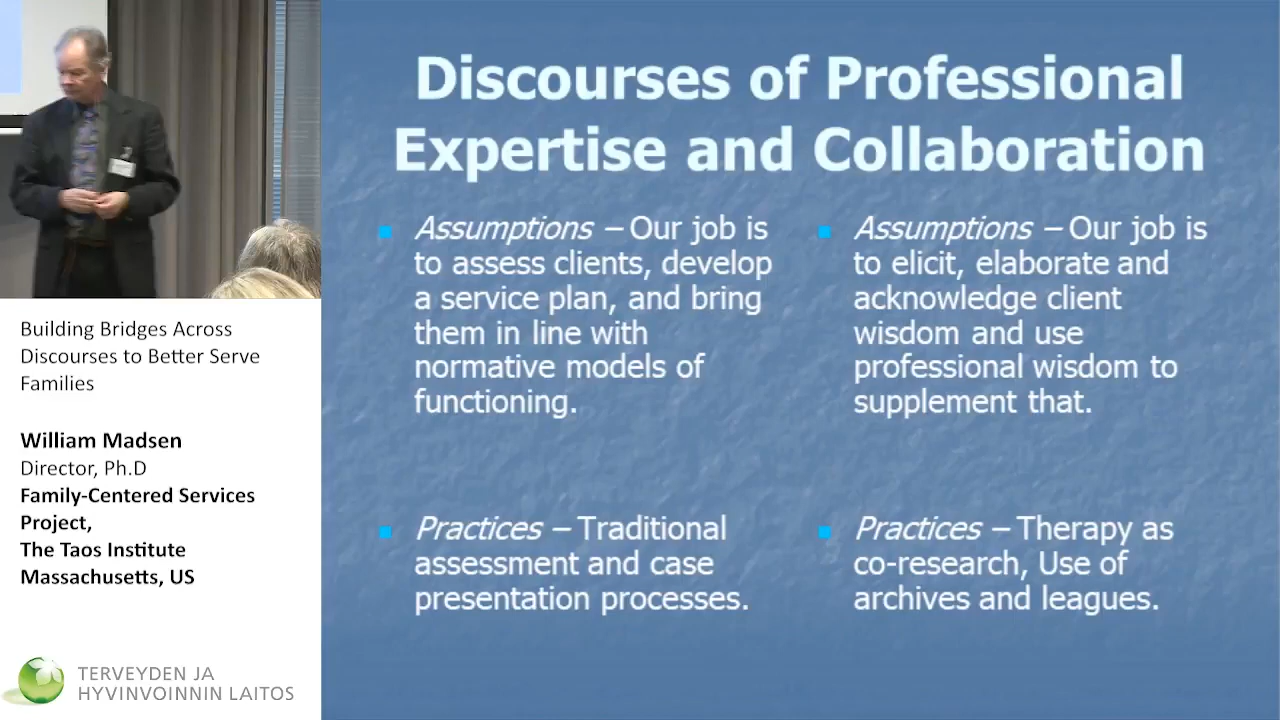 Discourses of Professional
Expertise and Collaboration
Assumptions – Our job is
to assess clients, develop
a service plan, and bring
them in line with
normative models of
functioning.
Practices – Traditional
assessment and case
presentation processes.
Assumptions – Our job is
to elicit, elaborate and
acknowledge client
wisdom and use
professional wisdom to
supplement that.
Practices – Therapy as
co-research, Use of
archives and leagues.
Building Bridges Across
Discourses to Better Serve
Families
William Madsen
Director, Ph.D
Family-Centered Services
Project,
The Taos Institute
Massachusetts, US
TERVEYDEN JA
HYVINVOINNIN LAITOS